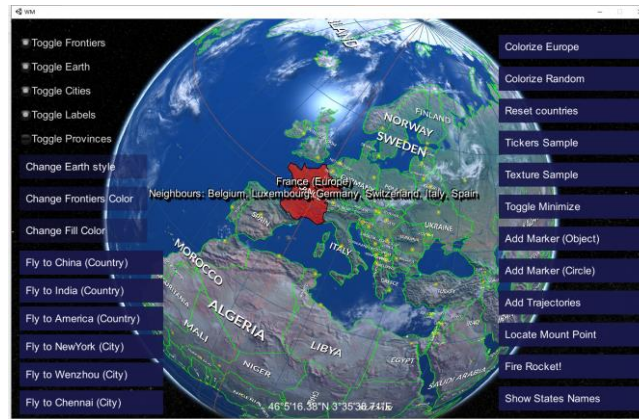 WM
Toggle Frontiers
Toggle Earth
Toggle Cities
Toggle Labels
Toggle Provinces
Change Earth style
Change Frontiers Color
Change Fill Color
Fly to China (Country)
Fly to India (Country)
Fly to America (Country)
Fly to NewYork (City)
Fly to Wenzhou (City)
Fly to Chennai (City)
FINLAND
NORWAY
SWEDEN
France (Europe)
Neighbours: Belgium, Luxembourg, Germany, Switzerland, Italy, Spain
UKRAINE
SPAIN
ITALY
GREECE
TURKEY
MOROCCO
ALGERIA
LIBYA
EGYPT
MALI
NIGER
SAUDI ARABIA
Colorize Europe
Colorize Random
Reset countries
Tickers Sample
Texture Sample
Toggle Minimize
Add Marker (Object)
Add Marker (Circle)
Add Trajectories
Locate Mount Point
Fire Rocket!
Show States Names